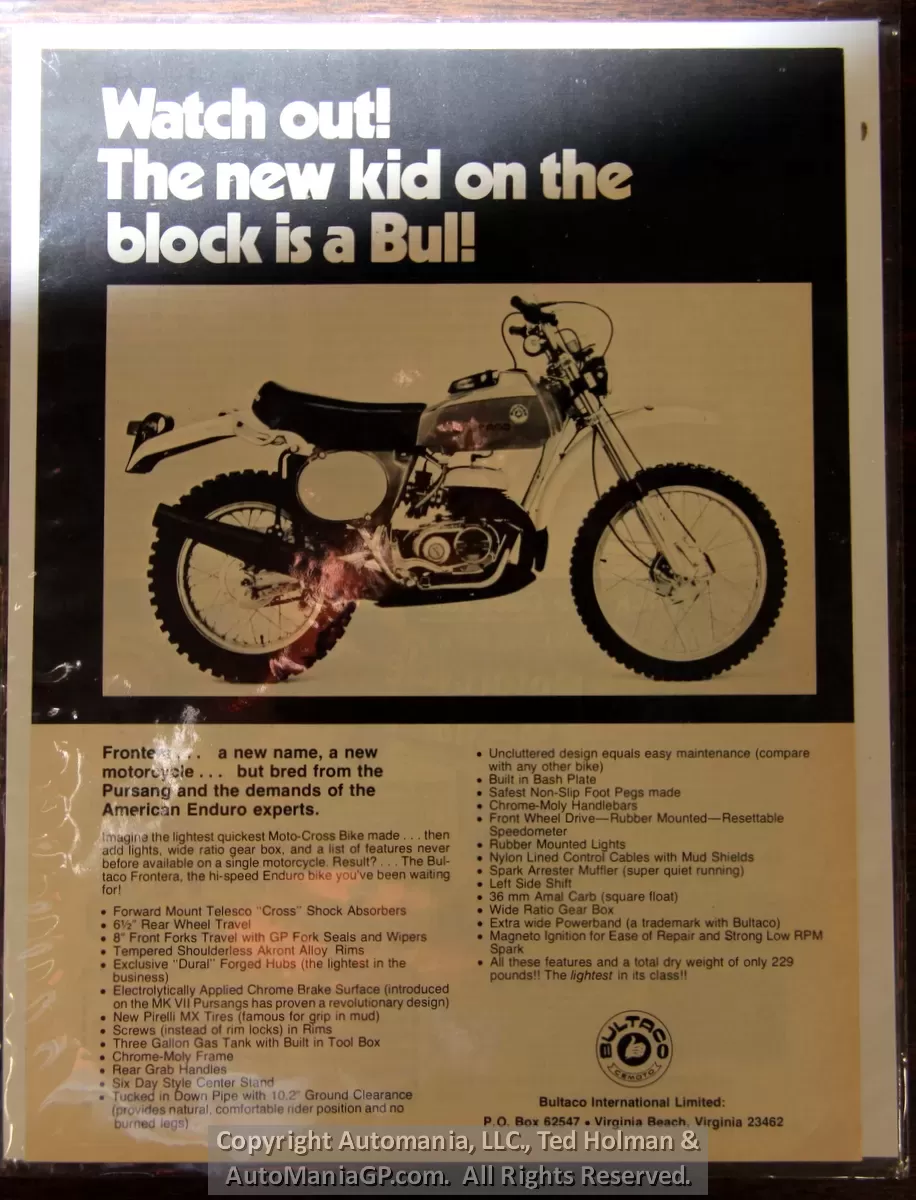 Watch out!
The new kid on the
block is a Bul!
Frontera . . . a new name, a new
motorcycle . . . but bred from the
Pursang and the demands of the
American Enduro experts.
Imagine the lightest quickest Moto-Cross Bike made . . . then
add lights, wide ratio gear box, and a list of features never
before available on a single motorcycle. Result? . . . The Bul-
taco Frontera, the hi-speed Enduro bike you've been waiting
for!
• Forward Mount Telesco "Cross" Shock Absorbers
• 6½" Rear Wheel Travel
• 8" Front Forks Travel with GP Fork Seals and Wipers
• Tempered Shoulderless Akront Alloy Rims
• Exclusive "Dural" Forged Hubs (the lightest in the
business)
• Electrolytically Applied Chrome Brake Surface (introduced
on the MK VII Pursangs has proven a revolutionary design)
• New Pirelli MX Tires (famous for grip in mud)
• Screws (instead of rim locks) in Rims
• Three Gallon Gas Tank with Built in Tool Box
• Chrome-Moly Frame
• Rear Grab Handles
• Six Day Style Center Stand
• Tucked in Down Pipe with 10.2" Ground Clearance
(provides natural, comfortable rider position and no
burned legs)
• Uncluttered design equals easy maintenance (compare
with any other bike)
• Built in Bash Plate
• Safest Non-Slip Foot Pegs made
• Chrome-Moly Handlebars
• Front Wheel Drive—Rubber Mounted—Resettable
Speedometer
• Rubber Mounted Lights
• Nylon Lined Control Cables with Mud Shields
• Spark Arrester Muffler (super quiet running)
• Left Side Shift
• 36 mm Amal Carb (square float)
• Wide Ratio Gear Box
• Extra wide Powerband (a trademark with Bultaco)
• Magneto Ignition for Ease of Repair and Strong Low RPM
Spark
• All these features and a total dry weight of only 229
pounds!! The lightest in its class!!
BULTACO
CEMOTO
Bultaco International Limited:
P.O. Box 62547 • Virginia Beach, Virginia 23462
Copyright Automania, LLC., Ted Holman &
AutoManiaGP.com. All Rights Reserved.